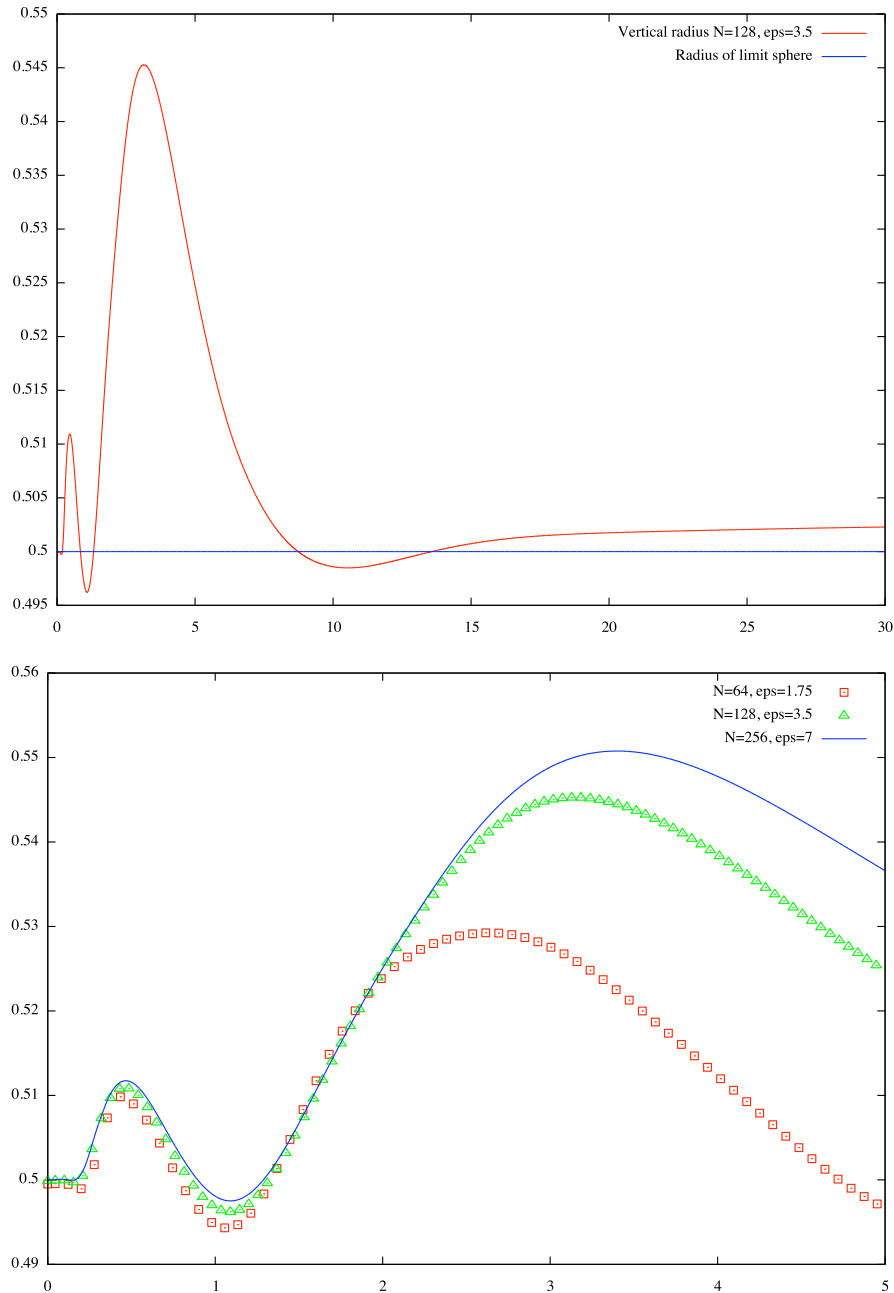 0.55
Vertical radius N=128, eps=3.5
Radius of limit sphere
0.545
0.54
0.535
0.53
0.525
0.52
0.515
0.51
0.505
0.5
0.495
0 5 10 15 20 25 30
0.56
N=64, eps=1.75
N=128, eps=3.5
N=256, eps=7
0.55
0.54
0.53
0.52
0.51
0.5
0.49
0 1 2 3 4 5